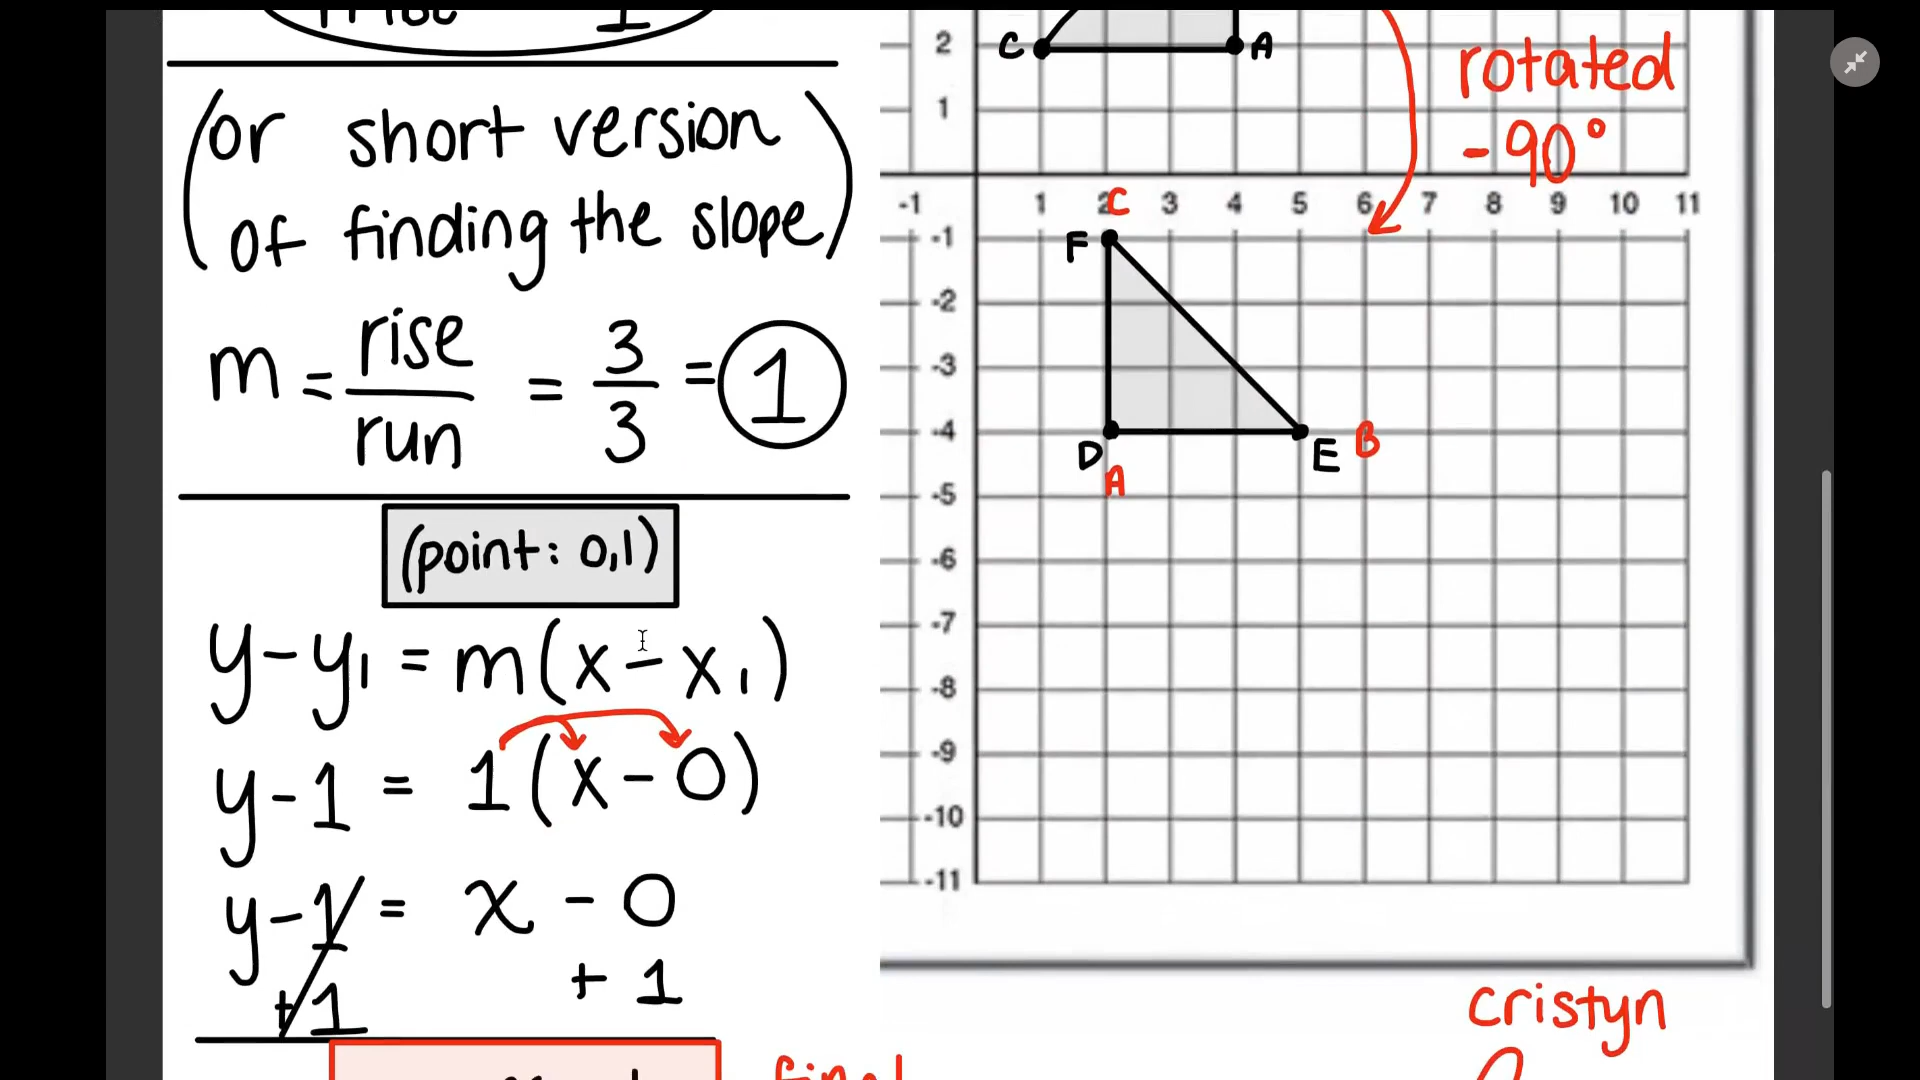 (or short version
of finding the slope)
m = rise/run = 3/3 = 1
(point: 0,1)
y-y₁ = m(x-x₁)
y-1 = 1(x-0)
y-1 = x - 0
+1 + 1
final
C A
2
1
rotated
-90°
-1 1 2 3 4 5 6 7 8 9 10 11
C
F
-1
-2
-3
-4
D E B
A
-5
-6
-7
-8
-9
-10
-11
cristyn